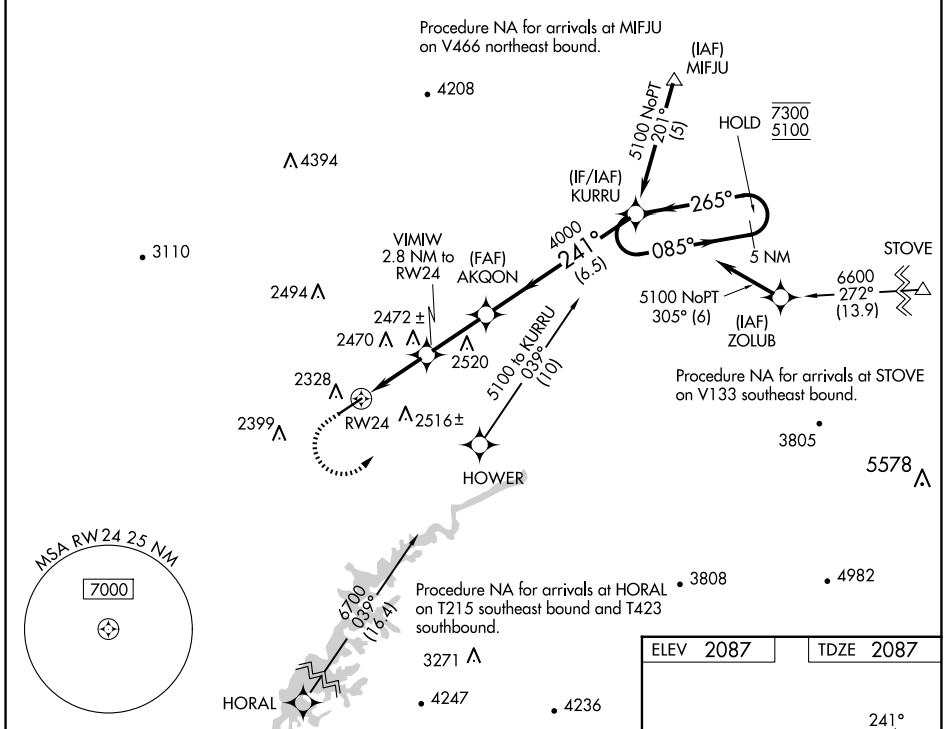 Procedure NA for arrivals at MIFJU
on V466 northeast bound.
(IAF)
MIFJU
4208
7300
5100
HOLD
5100 NoPT
201°
(5)
4394
(IF/IAF)
KURRU
265°
085°
5 NM
4000
241°
(6.5)
VIMIW
2.8 NM to
RW24
(FAF)
AKQON
3110
STOVE
6600
272°
(13.9)
5100 NoPT
305° (6)
(IAF)
ZOLUB
2494
2472 ±
2470
2520
5100 to KURRU
039°
(10)
Procedure NA for arrivals at STOVE
on V133 southeast bound.
2328
RW24
2516 ±
2399
3805
5578
HOWER
MSA RW24 25 NM
7000
6700
039°
(16.4)
Procedure NA for arrivals at HORAL
on T215 southeast bound and T423
southbound.
3808
4982
3271
HORAL
4247
4236
ELEV 2087
TDZE 2087
241°